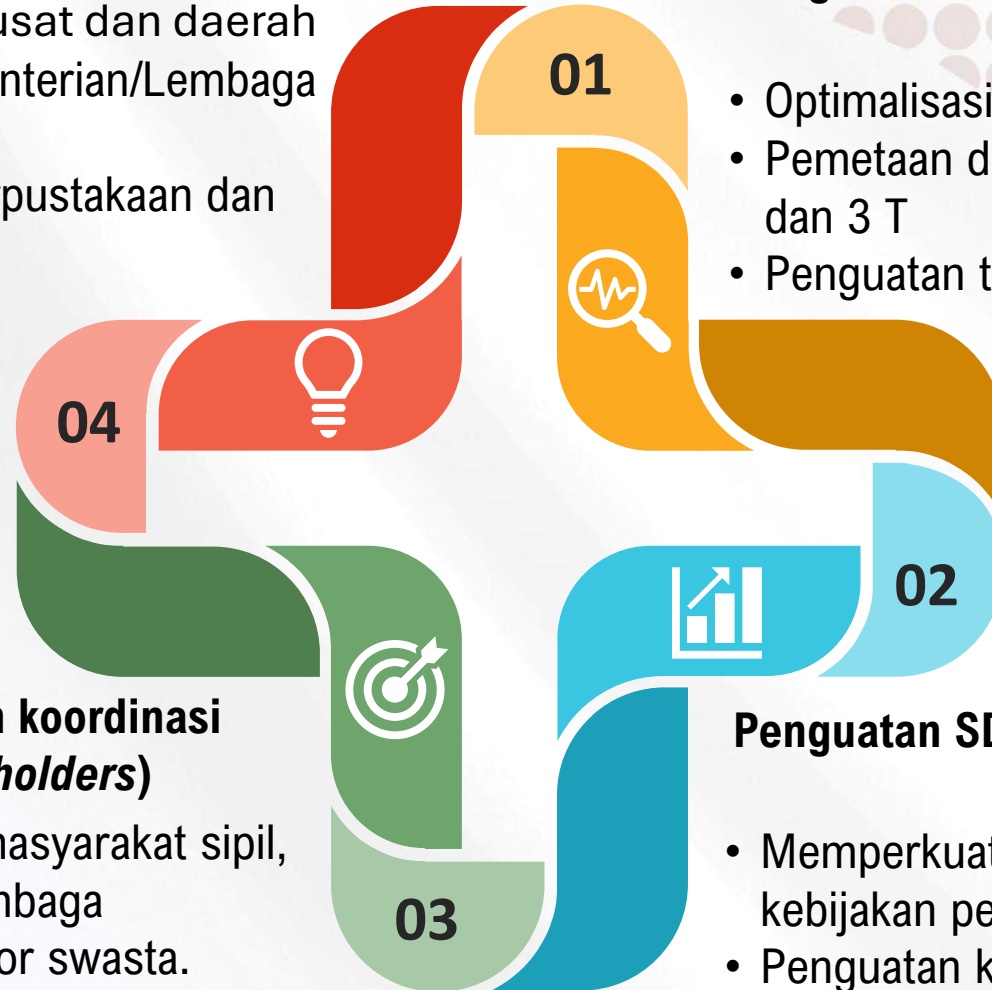 usat dan daerah
nterian/Lembaga
pustakaan dan
01
• Optimalisasi
• Pemetaan d
dan 3 T
• Penguatan t
04
02
n koordinasi
holders)
masyarakat sipil,
mbaga
or swasta.
03
Penguatan SD
• Memperkuat
kebijakan pe
• Penguatan k